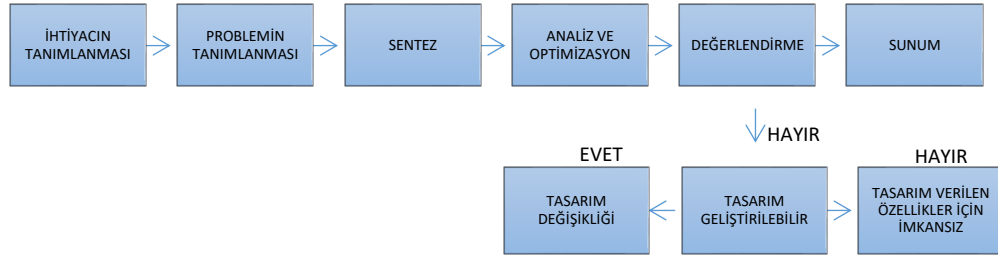 İHTİYACIN
TANIMLANMASI
PROBLEMİN
TANIMLANMASI
SENTEZ
ANALİZ VE
OPTİMİZASYON
DEĞERLENDİRME
SUNUM
HAYIR
EVET
HAYIR
TASARIM
DEĞİŞİKLİĞİ
TASARIM
GELİŞTİRİLEBİLİR
TASARIM VERİLEN
ÖZELLİKLER İÇİN
İMKANSIZ